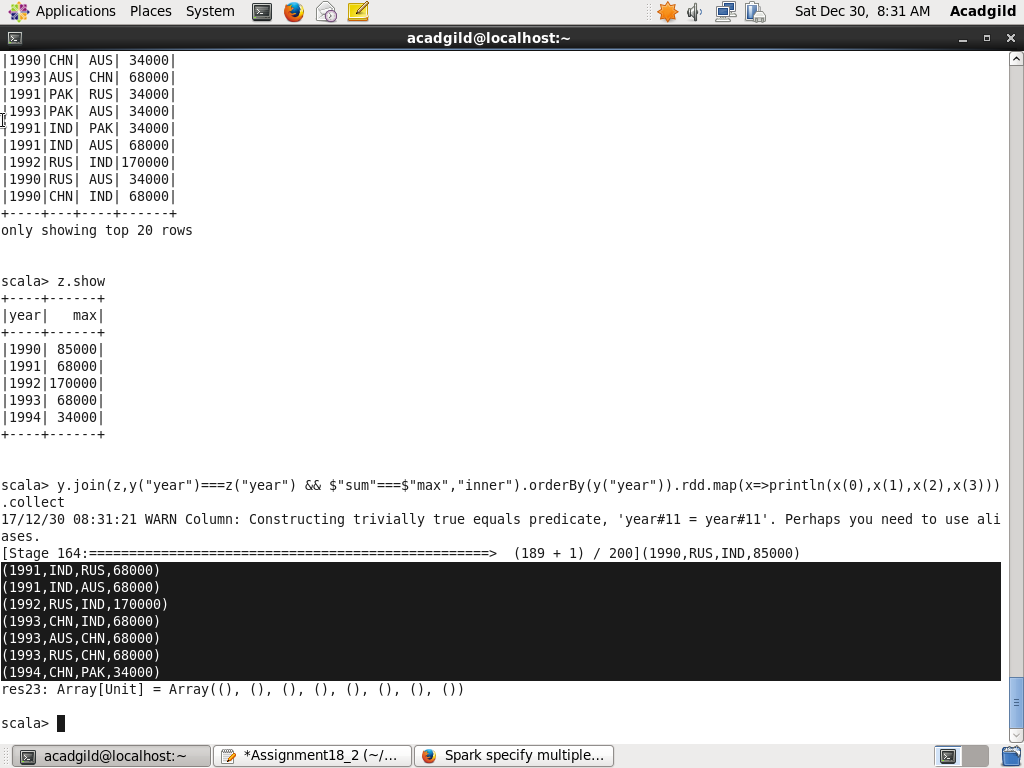 Applications Places System Sat Dec 30, 8:31 AM Acadgild
acadgild@localhost:~
|1990|CHN| AUS| 34000|
|1993|AUS| CHN| 68000|
|1991|PAK| RUS| 34000|
|1993|PAK| AUS| 34000|
|1991|IND| PAK| 34000|
|1991|IND| AUS| 68000|
|1992|RUS| IND|170000|
|1990|RUS| AUS| 34000|
|1990|CHN| IND| 68000|
+----+---+----+------+
only showing top 20 rows
scala> z.show
+----+------+
|year|   max|
+----+------+
|1990| 85000|
|1991| 68000|
|1992|170000|
|1993| 68000|
|1994| 34000|
+----+------+
scala> y.join(z,y("year")===z("year") && $"sum"===$"max","inner").orderBy(y("year")).rdd.map(x=>println(x(0),x(1),x(2),x(3)))
.collect
17/12/30 08:31:21 WARN Column: Constructing trivially true equals predicate, 'year#11 = year#11'. Perhaps you need to use ali
ases.
[Stage 164:==================================================>  (189 + 1) / 200](1990,RUS,IND,85000)
(1991,IND,RUS,68000)
(1991,IND,AUS,68000)
(1992,RUS,IND,170000)
(1993,CHN,IND,68000)
(1993,AUS,CHN,68000)
(1993,RUS,CHN,68000)
(1994,CHN,PAK,34000)
res23: Array[Unit] = Array((), (), (), (), (), (), (), ())
scala>
acadgild@localhost:~ *Assignment18_2 (~/... Spark specify multiple...